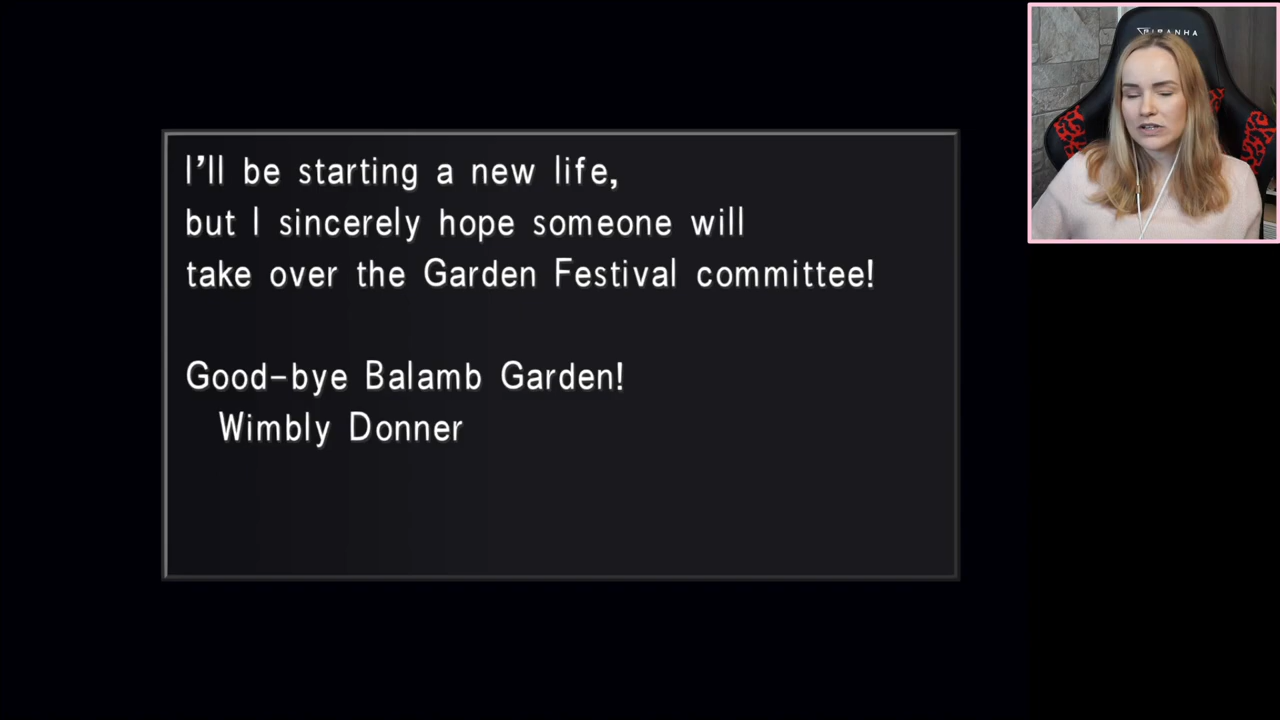 PIRANHA
I'll be starting a new life,
but I sincerely hope someone will
take over the Garden Festival committee!
Good-bye Balamb Garden!
Wimbly Donner